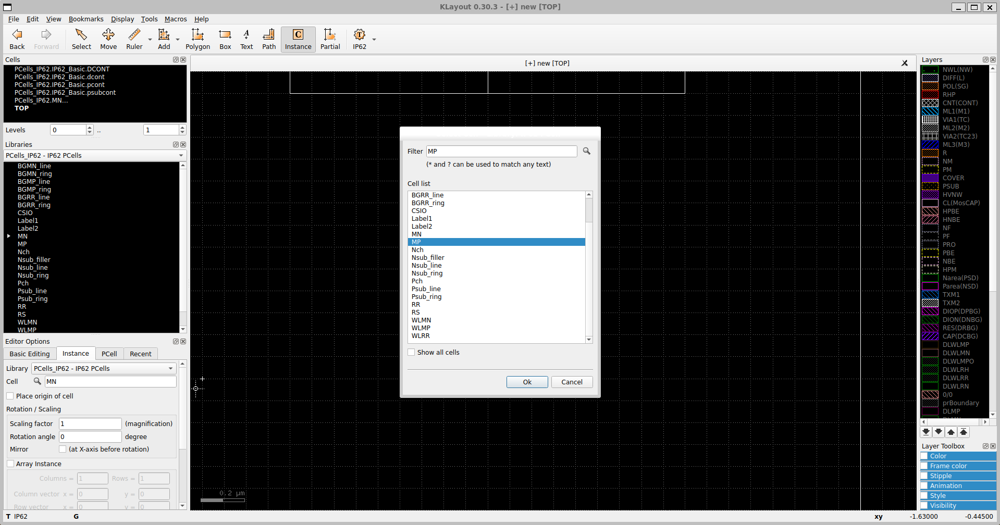 KLayout 0.30.3 - [+] new [TOP]
File Edit View Bookmarks Display Tools Macros Help
Back Forward Select Move Ruler Add Polygon Box Text Path Instance Partial IP62
Cells
PCells_IP62.IP62_Basic.DCONT
PCells_IP62.IP62_Basic.dcont
PCells_IP62.IP62_Basic.pcont
PCells_IP62.IP62_Basic.psubcont
PCells_IP62.MN...
TOP
Levels 0 .. 1
Libraries
PCells_IP62 - IP62 PCells
BGMN_line
BGMN_ring
BGMP_line
BGMP_ring
BGRR_line
BGRR_ring
CSIO
Label1
Label2
MN
MP
Nch
Nsub_filler
Nsub_line
Nsub_ring
Pch
Psub_line
Psub_ring
RR
RS
WLMN
WLMP
Editor Options
Basic Editing Instance PCell Recent
Library PCells_IP62 - IP62 PCells
Cell MN
Place origin of cell
Rotation / Scaling
Scaling factor 1 (magnification)
Rotation angle 0 degree
Mirror (at X-axis before rotation)
Array Instance
Columns = 1 Rows = 1
Column vector x = 0 y = 0
Row vector x = 0 y = 0
[+] new [TOP]
0.2 µm
Filter MP
(* and ? can be used to match any text)
Cell list
BGRR_line
BGRR_ring
CSIO
Label1
Label2
MN
MP
Nch
Nsub_filler
Nsub_line
Nsub_ring
Pch
Psub_line
Psub_ring
RR
RS
WLMN
WLMP
WLRR
Show all cells
Ok Cancel
Layers
NWL(NW)
DIFF(L)
POL(SG)
RHP
CNT(CONT)
ML1(M1)
VIA1(TC)
ML2(M2)
VIA2(TC23)
ML3(M3)
R
NM
PM
COVER
PSUB
HVNW
CL(MosCAP)
HPBE
HNBE
NF
PF
PRO
PBE
NBE
HPM
Narea(PSD)
Parea(NSD)
TXM1
TXM2
DIOP(DPBG)
DION(DNBG)
RES(DRBG)
CAP(DCBG)
DLWLMP
DLWLMN
DLWLMPO
DLWLRH
DLWLRR
DLWLRN
0/0
prBoundary
DLMP
Layer Toolbox
Color
Frame color
Stipple
Animation
Style
Visibility
T IP62 G xy -1.63000 -0.44500